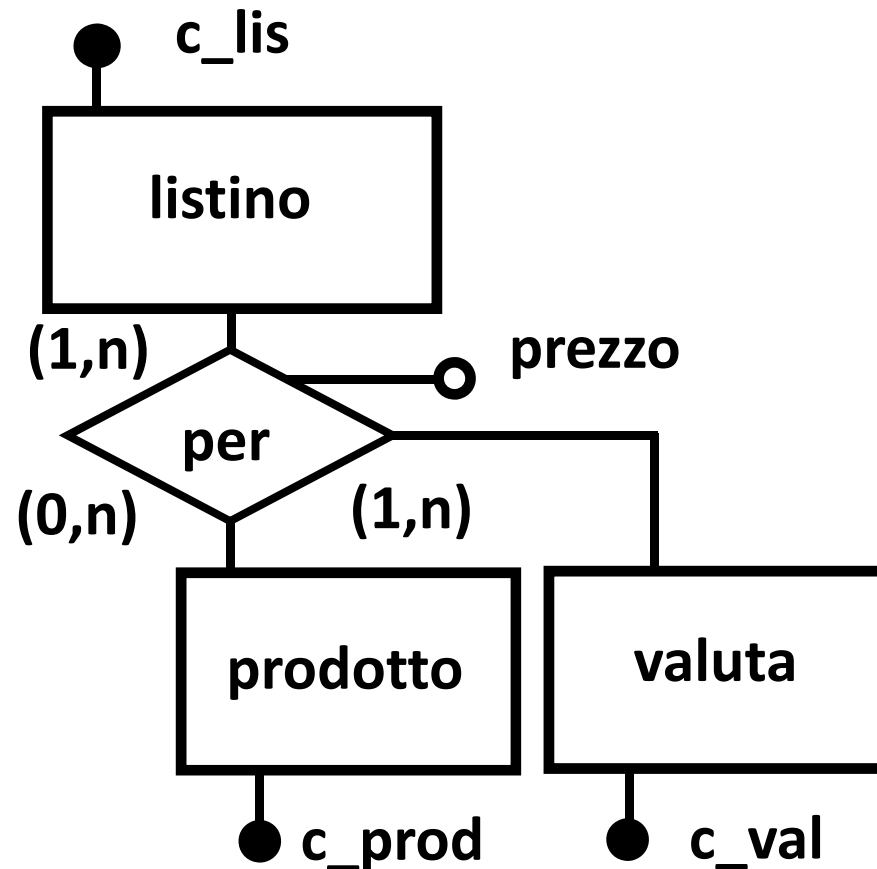 c_lis
listino
(1,n)
prezzo
per
(0,n)
(1,n)
prodotto
valuta
c_prod
c_val